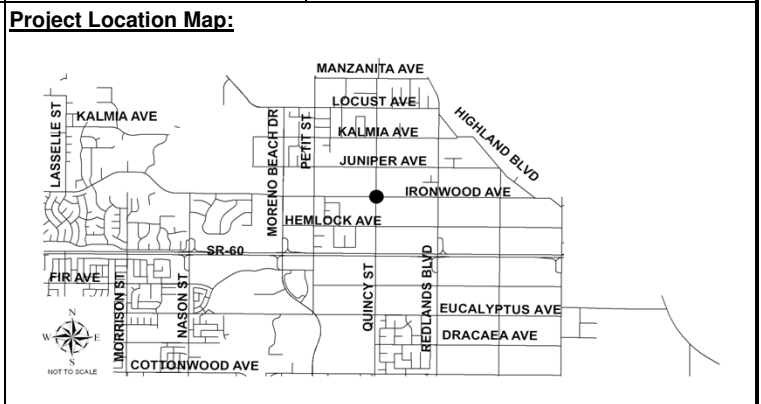 Project Location Map:
MANZANITA AVE
LOCUST AVE
HIGHLAND BLVD
LASSELLE ST
KALMIA AVE
MORENO BEACH DR
PETIT ST
KALMIA AVE
JUNIPER AVE
IRONWOOD AVE
HEMLOCK AVE
SR-60
FIR AVE
MORRISON ST
NASON ST
QUINCY ST
REDLANDS BLVD
EUCALYPTUS AVE
DRACAEA AVE
COTTONWOOD AVE
N
W
E
S
NOT TO SCALE